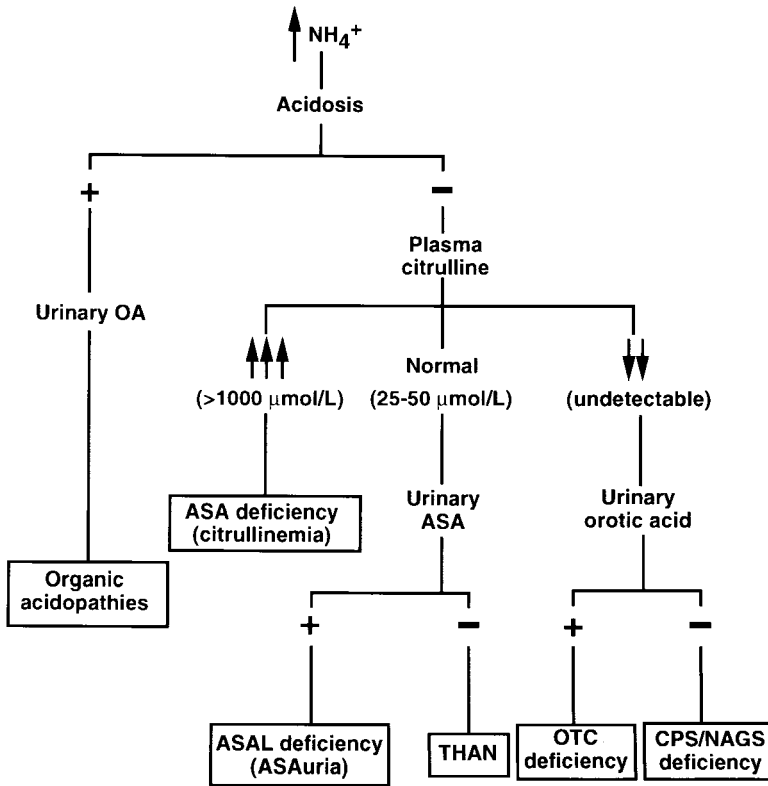 NH₄⁺
Acidosis
+
−
Plasma
citrulline
Urinary OA
Normal
(>1000 μmol/L)
(25-50 μmol/L)
(undetectable)
ASA deficiency
(citrullinemia)
Urinary
ASA
Urinary
orotic acid
Organic
acidopathies
+
−
+
−
ASAL deficiency
(ASAuria)
THAN
OTC
deficiency
CPS/NAGS
deficiency